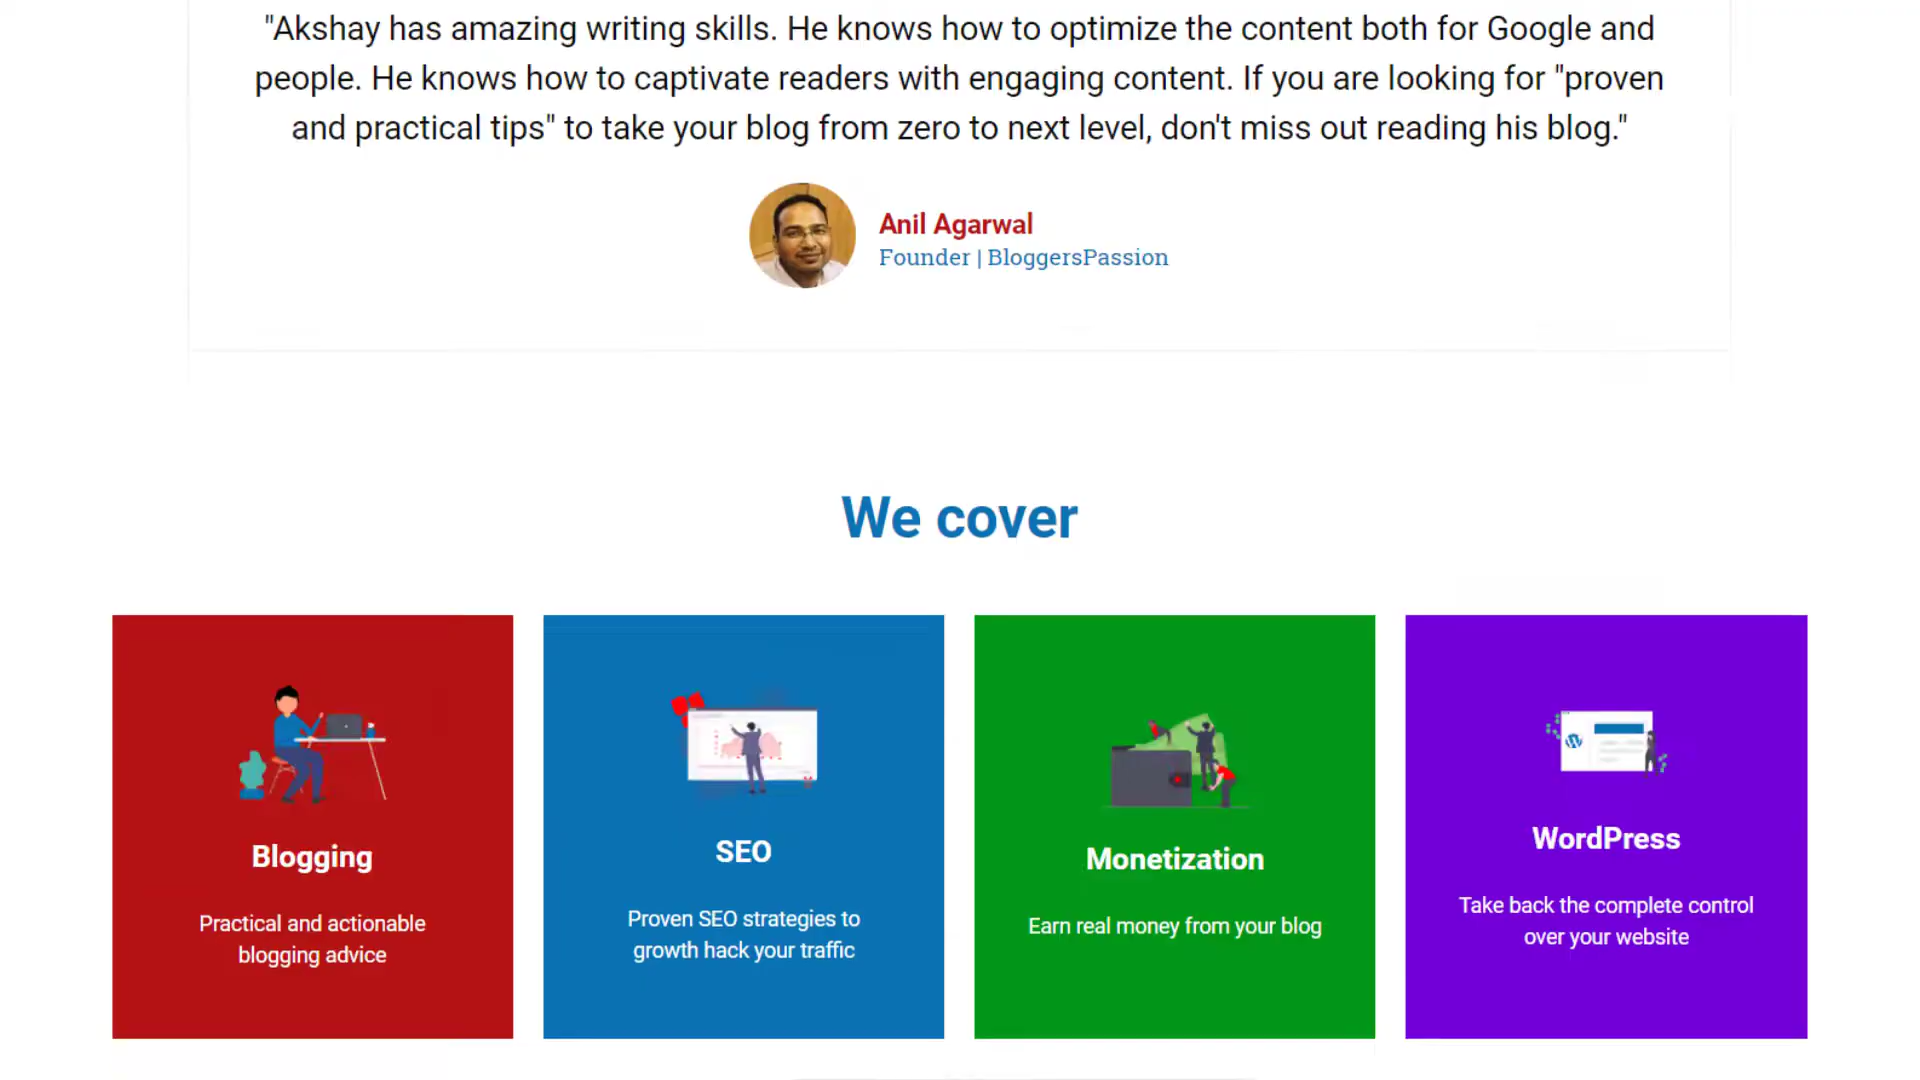 "Akshay has amazing writing skills. He knows how to optimize the content both for Google and
people. He knows how to captivate readers with engaging content. If you are looking for "proven
and practical tips" to take your blog from zero to next level, don't miss out reading his blog."
Anil Agarwal
Founder | BloggersPassion
We cover
Blogging
Practical and actionable
blogging advice
SEO
Proven SEO strategies to
growth hack your traffic
Monetization
Earn real money from your blog
WordPress
Take back the complete control
over your website